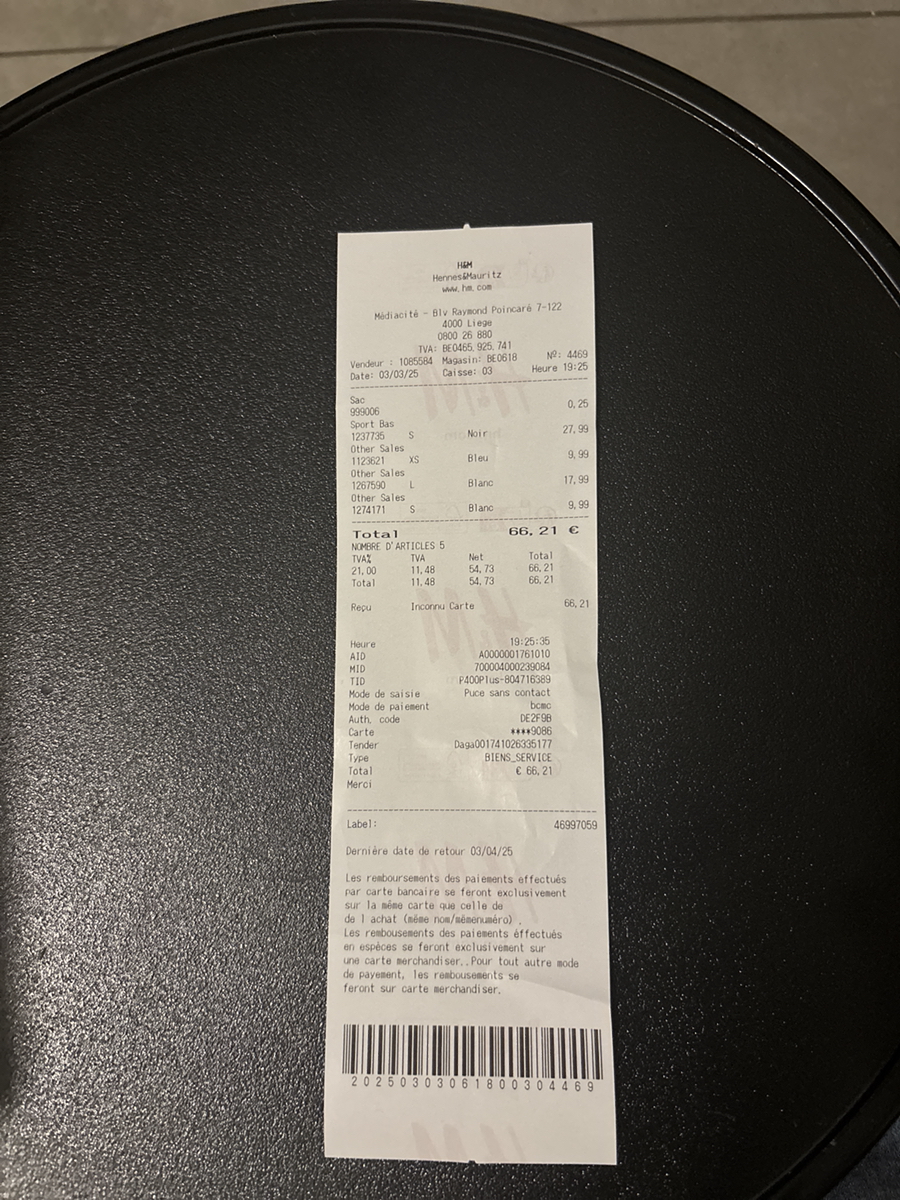 H&M
Hennes&Mauritz
www.hm.com
Médiacité - Blv Raymond Poincaré 7-122
4000 Liege
0800 26 880
TVA: BE0465.925.741
Vendeur : 1085584 Magasin: BE0618 Nº: 4469
Date: 03/03/25 Caisse: 03 Heure 19:25
Sac
999006 0,25
Sport Bas
1237735 S Noir 27,99
Other Sales
1123621 XS Bleu 9,99
Other Sales
1267590 L Blanc 17,99
Other Sales
1274171 S Blanc 9,99
Total 66,21 €
NOMBRE D'ARTICLES 5
TVA% TVA Net Total
21,00 11,48 54,73 66,21
Total 11,48 54,73 66,21
Reçu Inconnu Carte 66,21
Heure 19:25:35
AID A0000001761010
MID 700004000239084
TID P400Plus-804716389
Mode de saisie Puce sans contact
Mode de paiement bcmc
Auth. code DE2F9B
Carte ****9086
Tender Daga001741026335177
Type BIENS_SERVICE
Total € 66,21
Merci
Label: 46997059
Dernière date de retour 03/04/25
Les remboursements des paiements effectués
par carte bancaire se feront exclusivement
sur la même carte que celle de
de l achat (même nom/mêmenuméro) .
Les rembousements des paiements éffectués
en espèces se feront exclusivement sur
une carte merchandiser..Pour tout autre mode
de payement, les rembousements se
feront sur carte merchandiser.
2025030306180030​4469